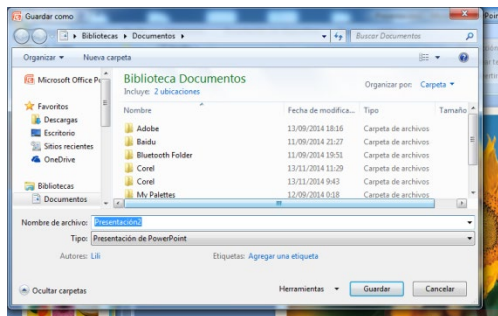 Guardar como
Bibliotecas ▸ Documentos ▸
Buscar Documentos
Organizar ▾ Nueva carpeta
Microsoft Office Po
Favoritos
Descargas
Escritorio
Sitios recientes
OneDrive
Bibliotecas
Documentos
Biblioteca Documentos
Incluye: 2 ubicaciones
Organizar por: Carpeta ▾
Nombre Fecha de modifica... Tipo Tamaño
Adobe 13/09/2014 18:16 Carpeta de archivos
Baidu 11/09/2014 21:27 Carpeta de archivos
Bluetooth Folder 11/09/2014 19:51 Carpeta de archivos
Corel 13/11/2014 11:29 Carpeta de archivos
Corel 13/11/2014 9:43 Carpeta de archivos
My Palettes 12/09/2014 0:18 Carpeta de archivos
Nombre de archivo: Presentación2
Tipo: Presentación de PowerPoint
Autores: Lili Etiquetas: Agregar una etiqueta
Ocultar carpetas Herramientas ▾ Guardar Cancelar